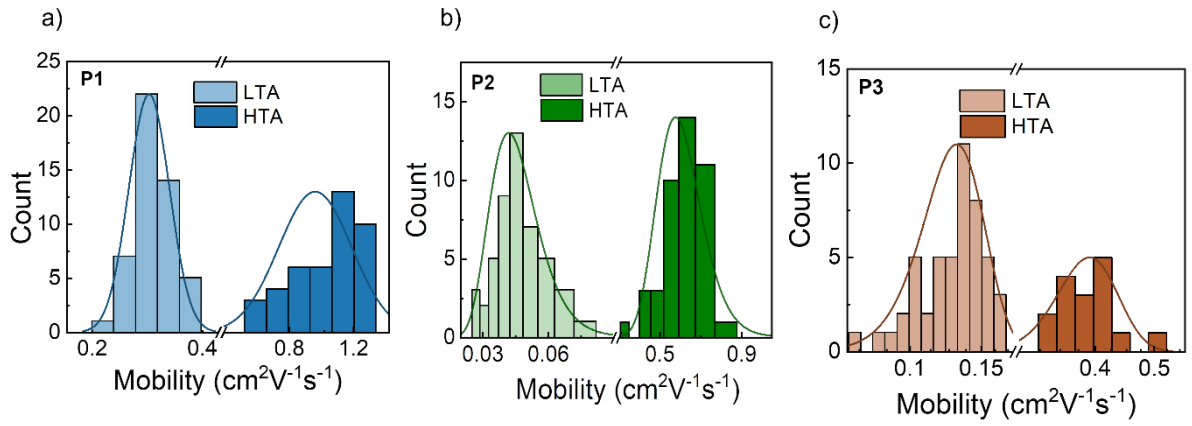 a)
P1
LTA
HTA
25
20
15
10
5
0
Count
0.2 0.4 0.8 1.2
Mobility (cm²V⁻¹s⁻¹)
b)
P2
LTA
HTA
15
10
5
0
Count
0.03 0.06 0.5 0.9
Mobility (cm²V⁻¹s⁻¹)
c)
P3
LTA
HTA
15
10
5
0
Count
0.1 0.15 0.4 0.5
Mobility (cm²V⁻¹s⁻¹)